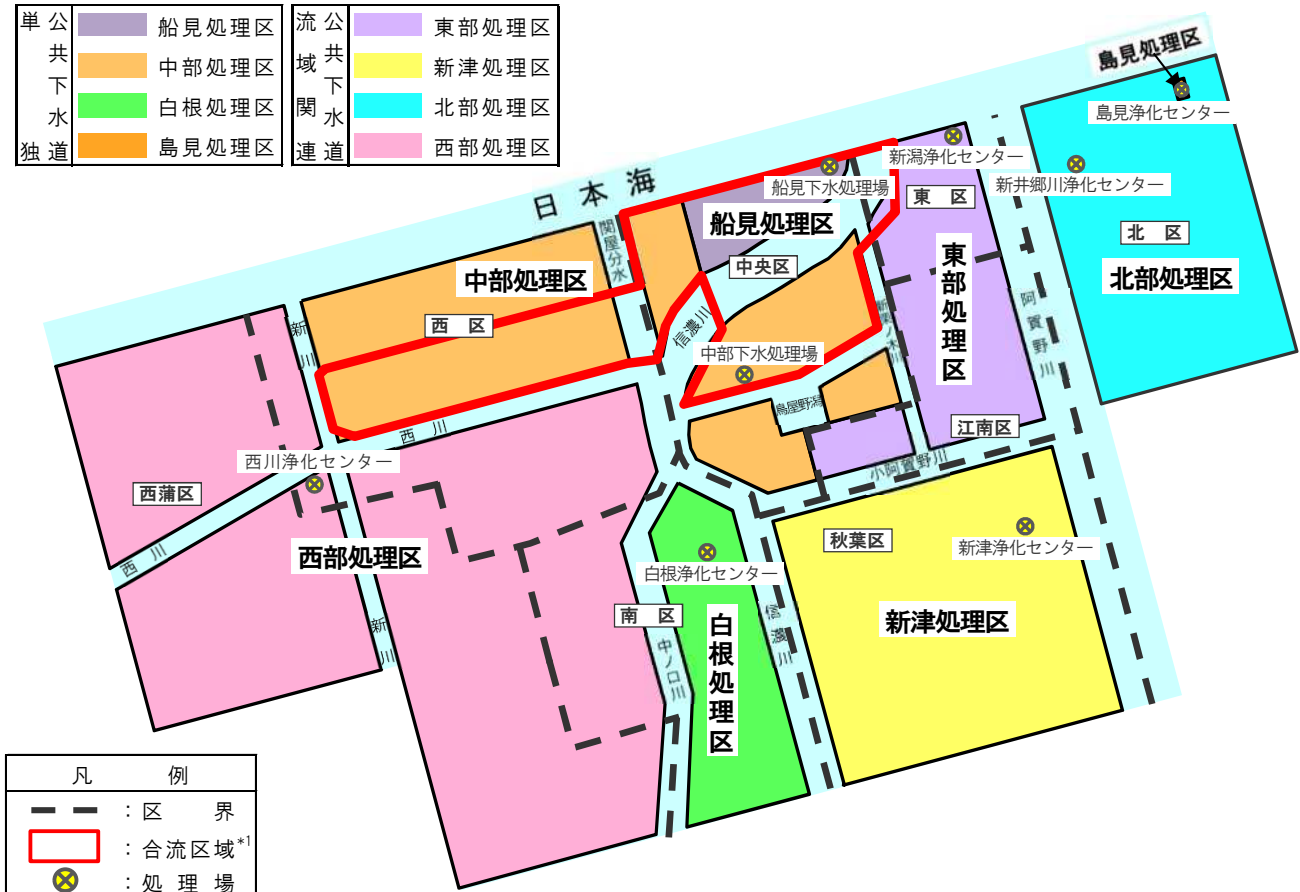 単独
公共下水道
船見処理区
中部処理区
白根処理区
島見処理区
流域関連
公共下水道
東部処理区
新津処理区
北部処理区
西部処理区
島見処理区
島見浄化センター
新潟浄化センター
新井郷川浄化センター
船見下水処理場
日本海
東 区
北 区
北部処理区
関屋分水
船見処理区
中央区
中部処理区
東部処理区
西 区
新川
信濃川
新栗ノ木川
阿賀野川
中部下水処理場
鳥屋野潟
江南区
西川
小阿賀野川
西川浄化センター
西蒲区
西川
西部処理区
秋葉区
新津浄化センター
白根浄化センター
南 区
白根処理区
信濃川
新津処理区
新川
中ノロ川
凡 例
：区 界
：合流区域*1
：処理場